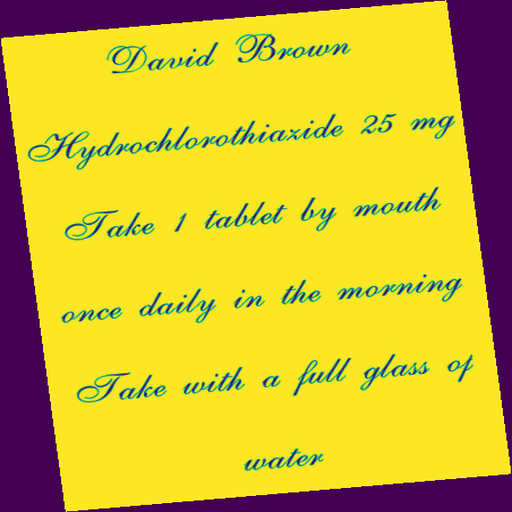 David Brown
Hydrochlorothiazide 25 mg
Take 1 tablet by mouth
once daily in the morning
Take with a full glass of
water